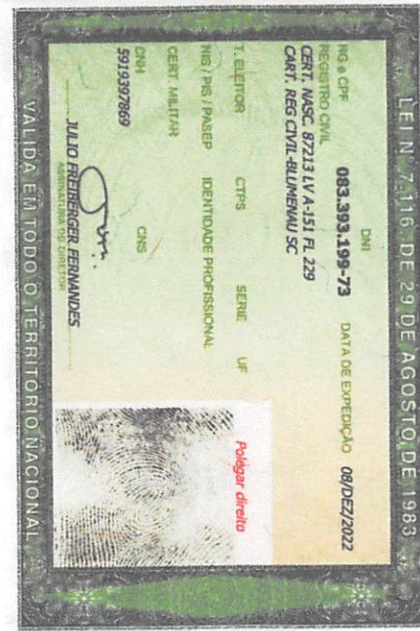 LEI Nº 7.116 DE 29 DE AGOSTO DE 1983
DNI
RG e CPF 083.393.199-73 DATA DE EXPEDIÇÃO 08/DEZ/2022
REGISTRO CIVIL
CERT. NASC. 87213 LV A-151 FL 229
CART. REG CIVIL-BLUMENAU SC
T. ELEITOR CTPS SERIE UF
NIS / PIS / PASEP IDENTIDADE PROFISSIONAL
CERT. MILITAR
CNH CNS
5919397869
Polegar direito
JULIO FREIBERGER FERNANDES
ASSINATURA DO DIRETOR
VÁLIDA EM TODO O TERRITÓRIO NACIONAL